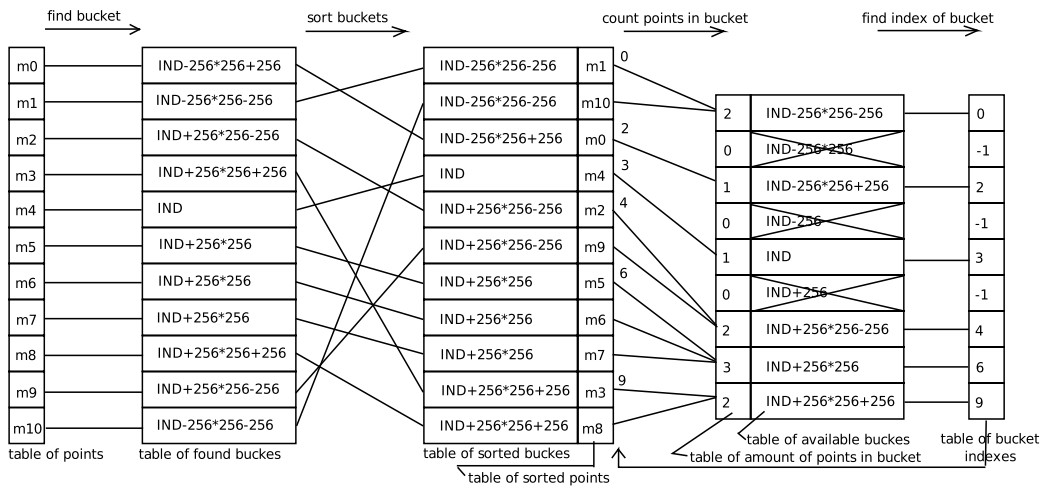 find bucket
sort buckets
count points in bucket
find index of bucket
m0
m1
m2
m3
m4
m5
m6
m7
m8
m9
m10
table of points
IND-256*256+256
IND-256*256-256
IND+256*256-256
IND+256*256+256
IND
IND+256*256
IND+256*256
IND+256*256
IND+256*256+256
IND+256*256-256
IND-256*256-256
table of found buckes
IND-256*256-256
IND-256*256-256
IND-256*256+256
IND
IND+256*256-256
IND+256*256-256
IND+256*256
IND+256*256
IND+256*256
IND+256*256+256
IND+256*256+256
table of sorted buckes
m1
m10
m0
m4
m2
m9
m5
m6
m7
m3
m8
table of sorted points
0
2
3
4
6
9
2 IND-256*256-256
0 IND-256*256
1 IND-256*256+256
0 IND-256
1 IND
0 IND+256
2 IND+256*256-256
3 IND+256*256
2 IND+256*256+256
table of available buckes
table of amount of points in bucket
0
-1
2
-1
3
-1
4
6
9
table of bucket
indexes